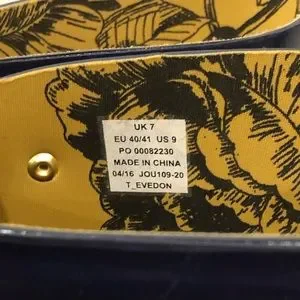 UK 7
EU 40/41 US 9
PO 00082230
MADE IN CHINA
04/16 JOU109-20
T_EVEDON